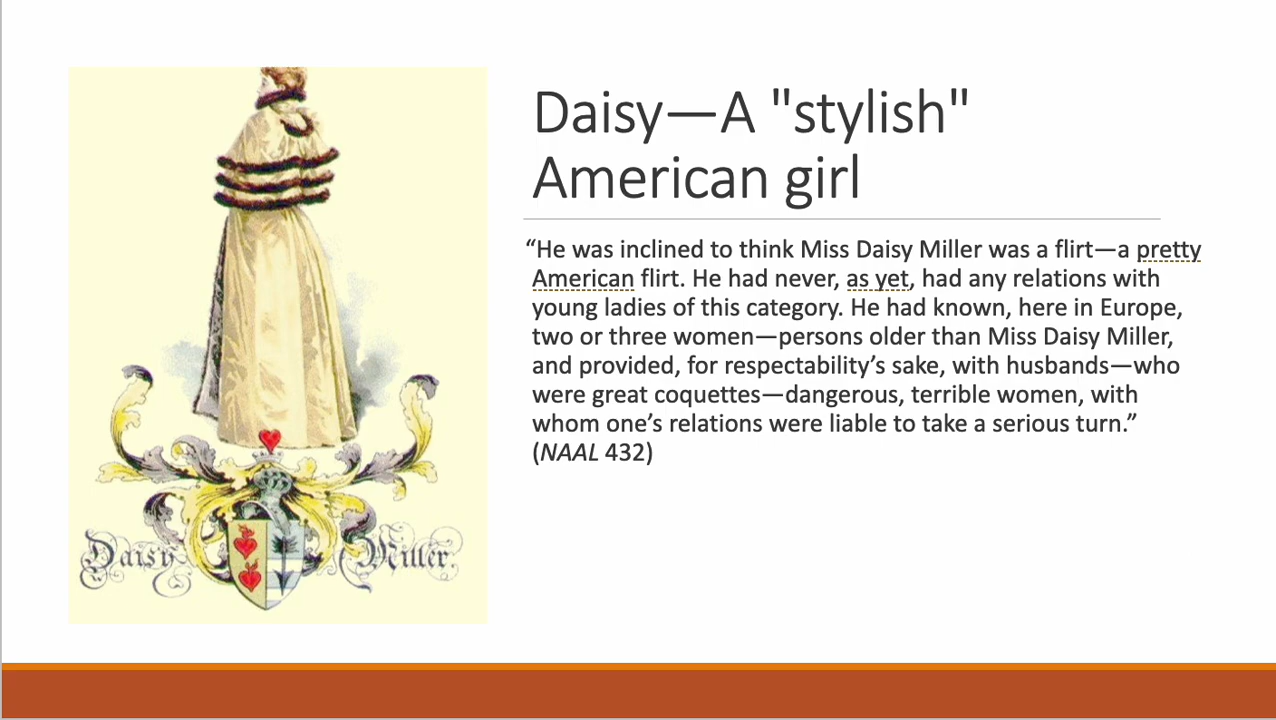 Daisy—A "stylish"
American girl
“He was inclined to think Miss Daisy Miller was a flirt—a pretty
American flirt. He had never, as yet, had any relations with
young ladies of this category. He had known, here in Europe,
two or three women—persons older than Miss Daisy Miller,
and provided, for respectability’s sake, with husbands—who
were great coquettes—dangerous, terrible women, with
whom one’s relations were liable to take a serious turn.”
(NAAL 432)
Daisy Miller.